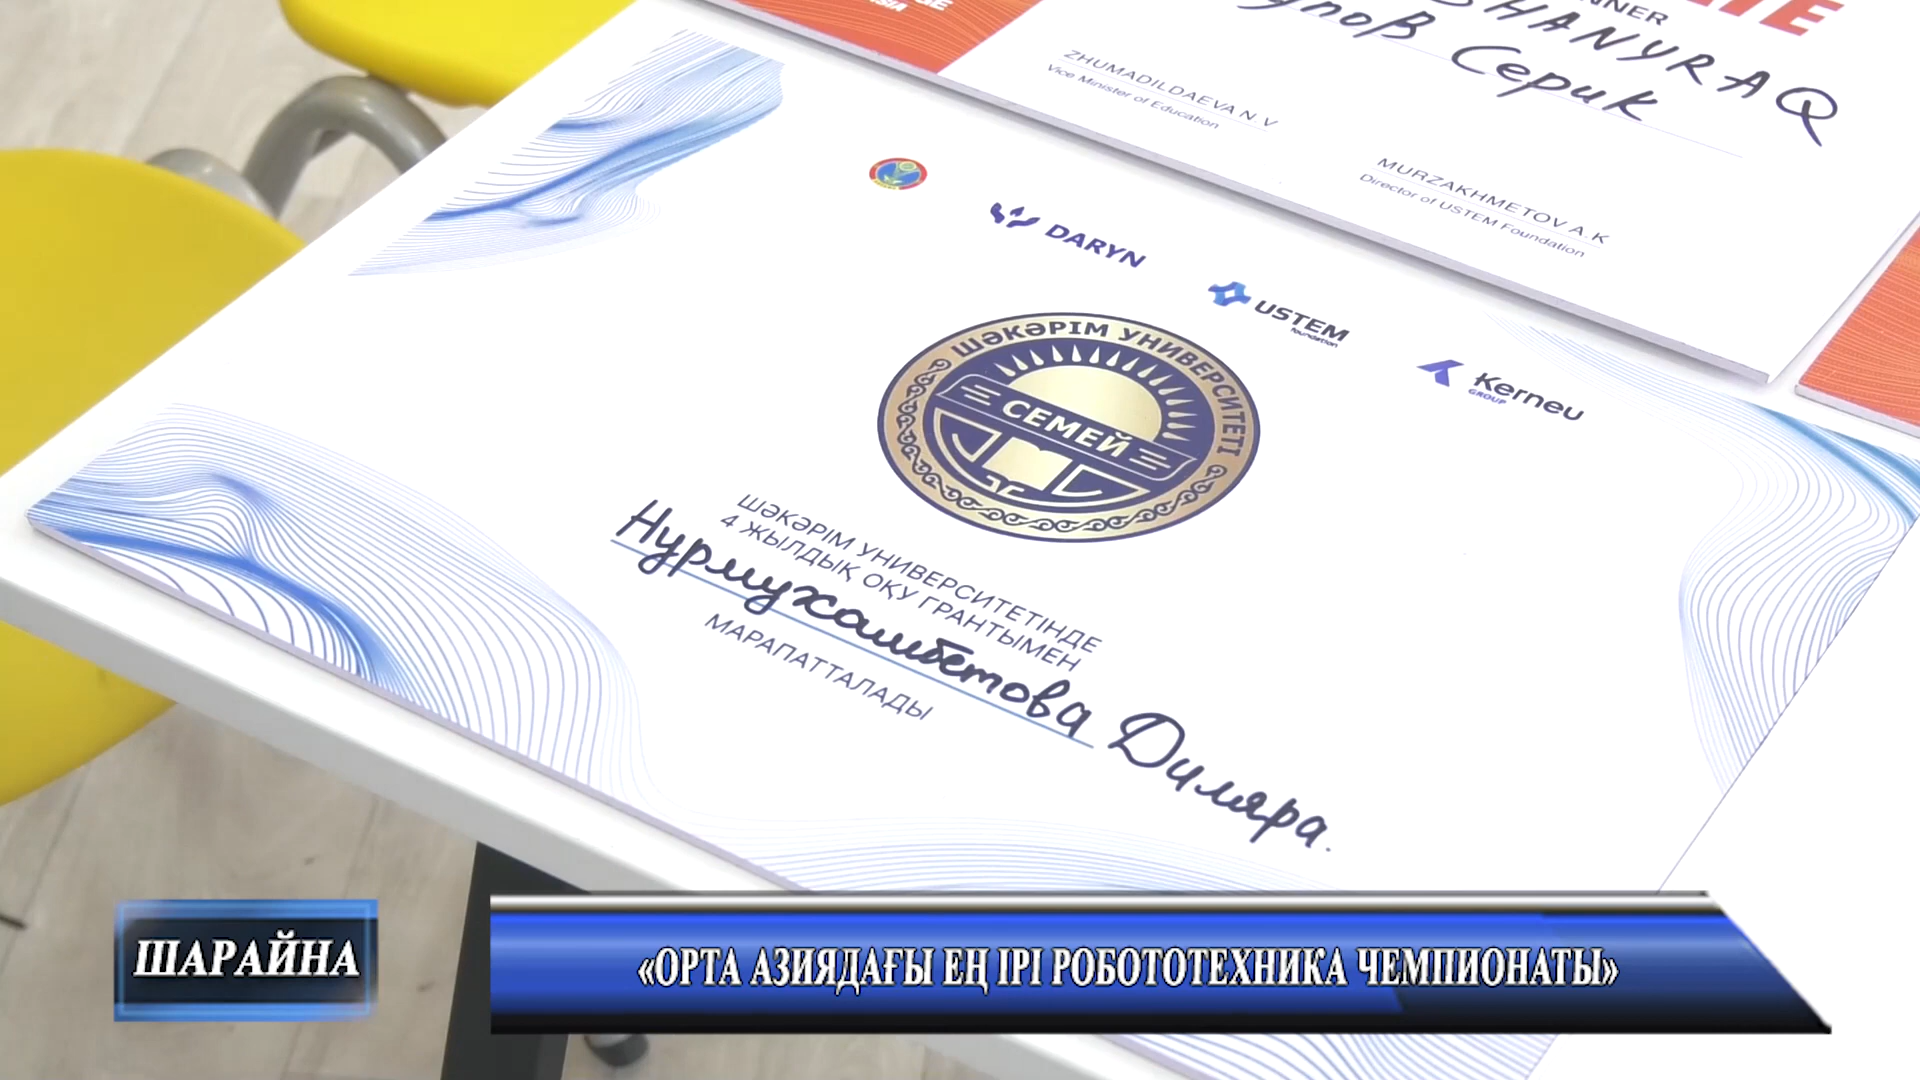 NNER
SHANYRAQ
Серик
ZHUMADILDAEVA N.V
Vice Minister of Education
MURZAKHMETOV A.K
Director of USTEM Foundation
DARYN
USTEM
foundation
Kerneu
GROUP
ШӘКӘРІМ УНИВЕРСИТЕТІ
СЕМЕЙ
ШӘКӘРІМ УНИВЕРСИТЕТІНДЕ
4 ЖЫЛДЫҚ ОҚУ ГРАНТЫМЕН
Нурмухамбетова Диляра.
МАРАПАТТАЛАДЫ
ШАРАЙНА
«ОРТА АЗИЯДАҒЫ ЕҢ ІРІ РОБОТОТЕХНИКА ЧЕМПИОНАТЫ»